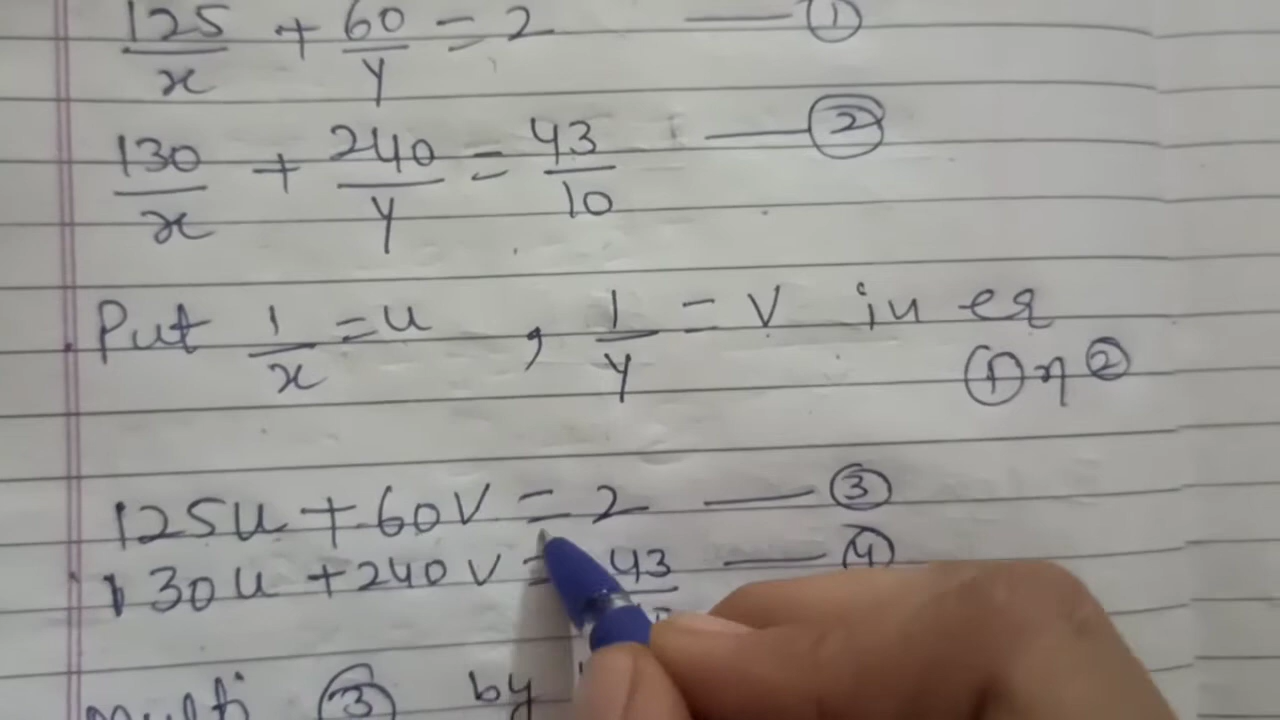 125/x + 60/y = 2 —— ①
130/x + 240/y = 43/10 —— ②
Put 1/x = u , 1/y = v in eq
① η ②
125u + 60v = 2 —— ③
130u + 240v = 43 —— ④
multi ③ by